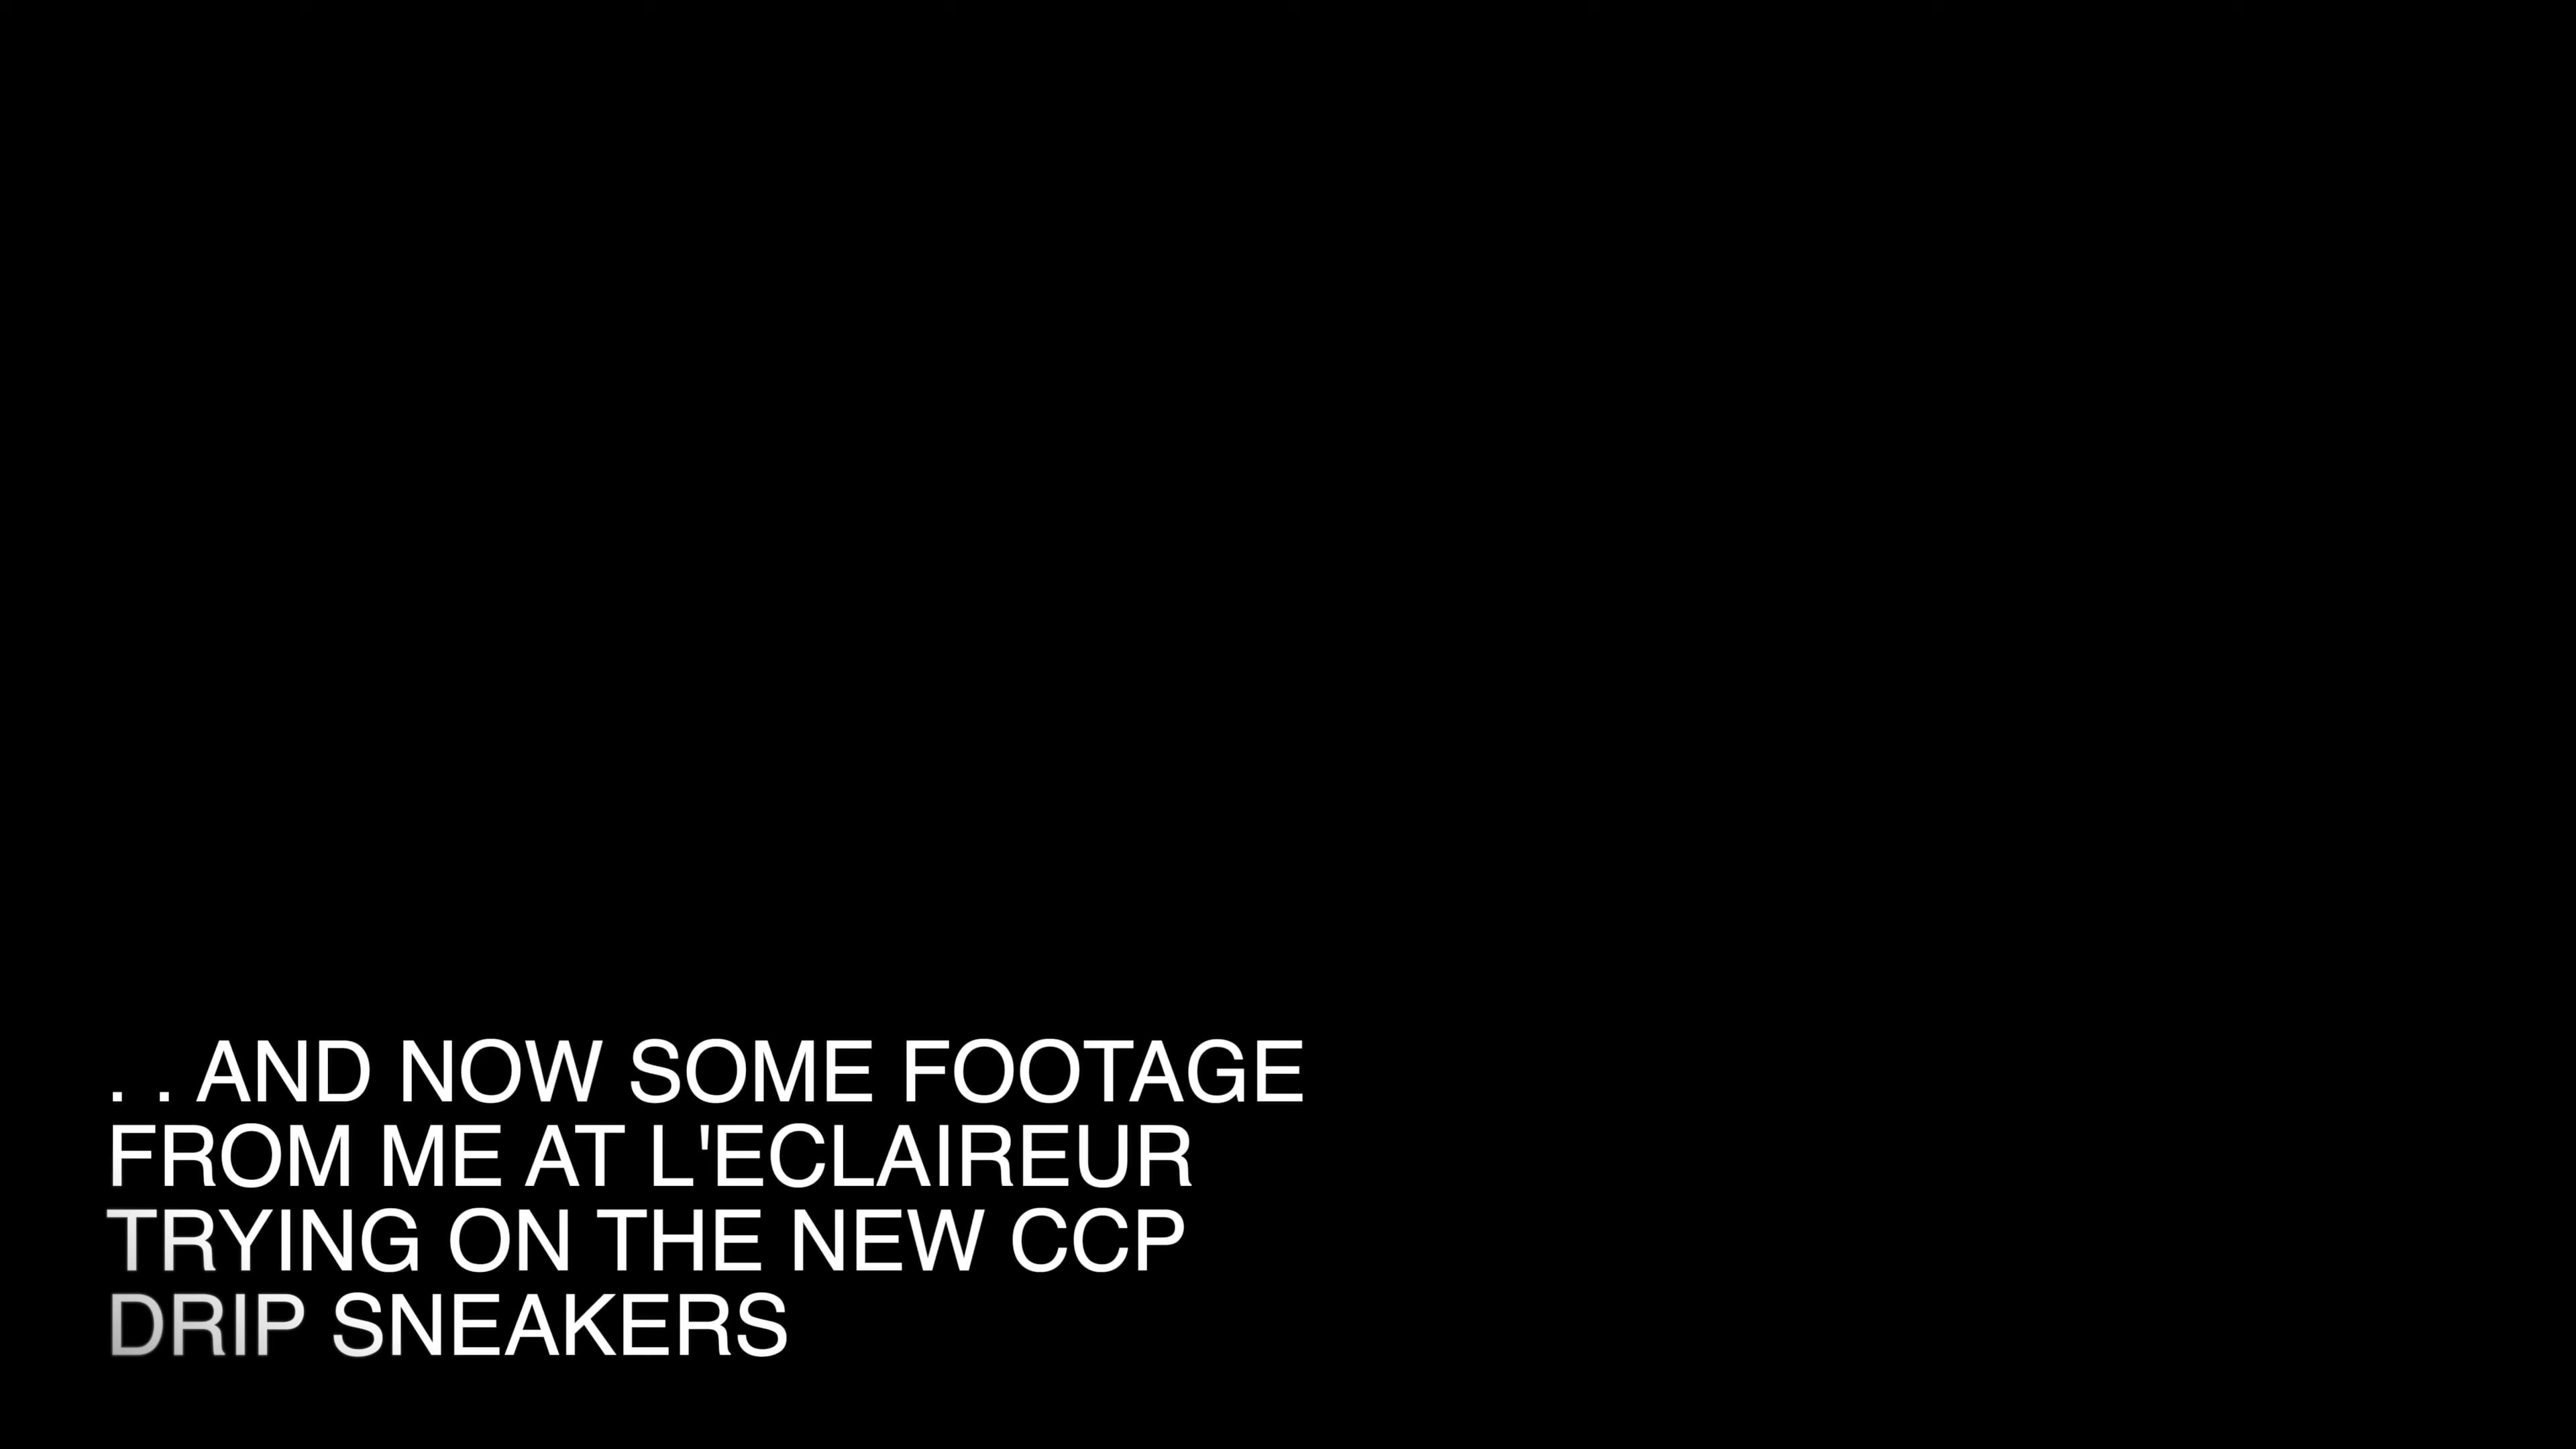 . . AND NOW SOME FOOTAGE
FROM ME AT L'ECLAIREUR
TRYING ON THE NEW CCP
DRIP SNEAKERS